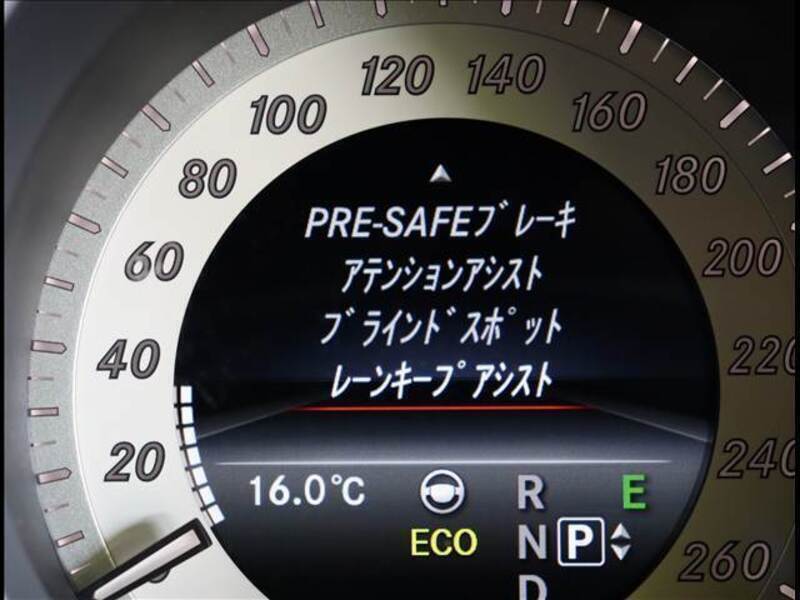 120 140
100 160
80 180
PRE-SAFEブレーキ
60 アテンションアシスト 200
ブラインドスポット
40 レーンキープアシスト 220
20 240
16.0℃ R E
ECO N P 260
D